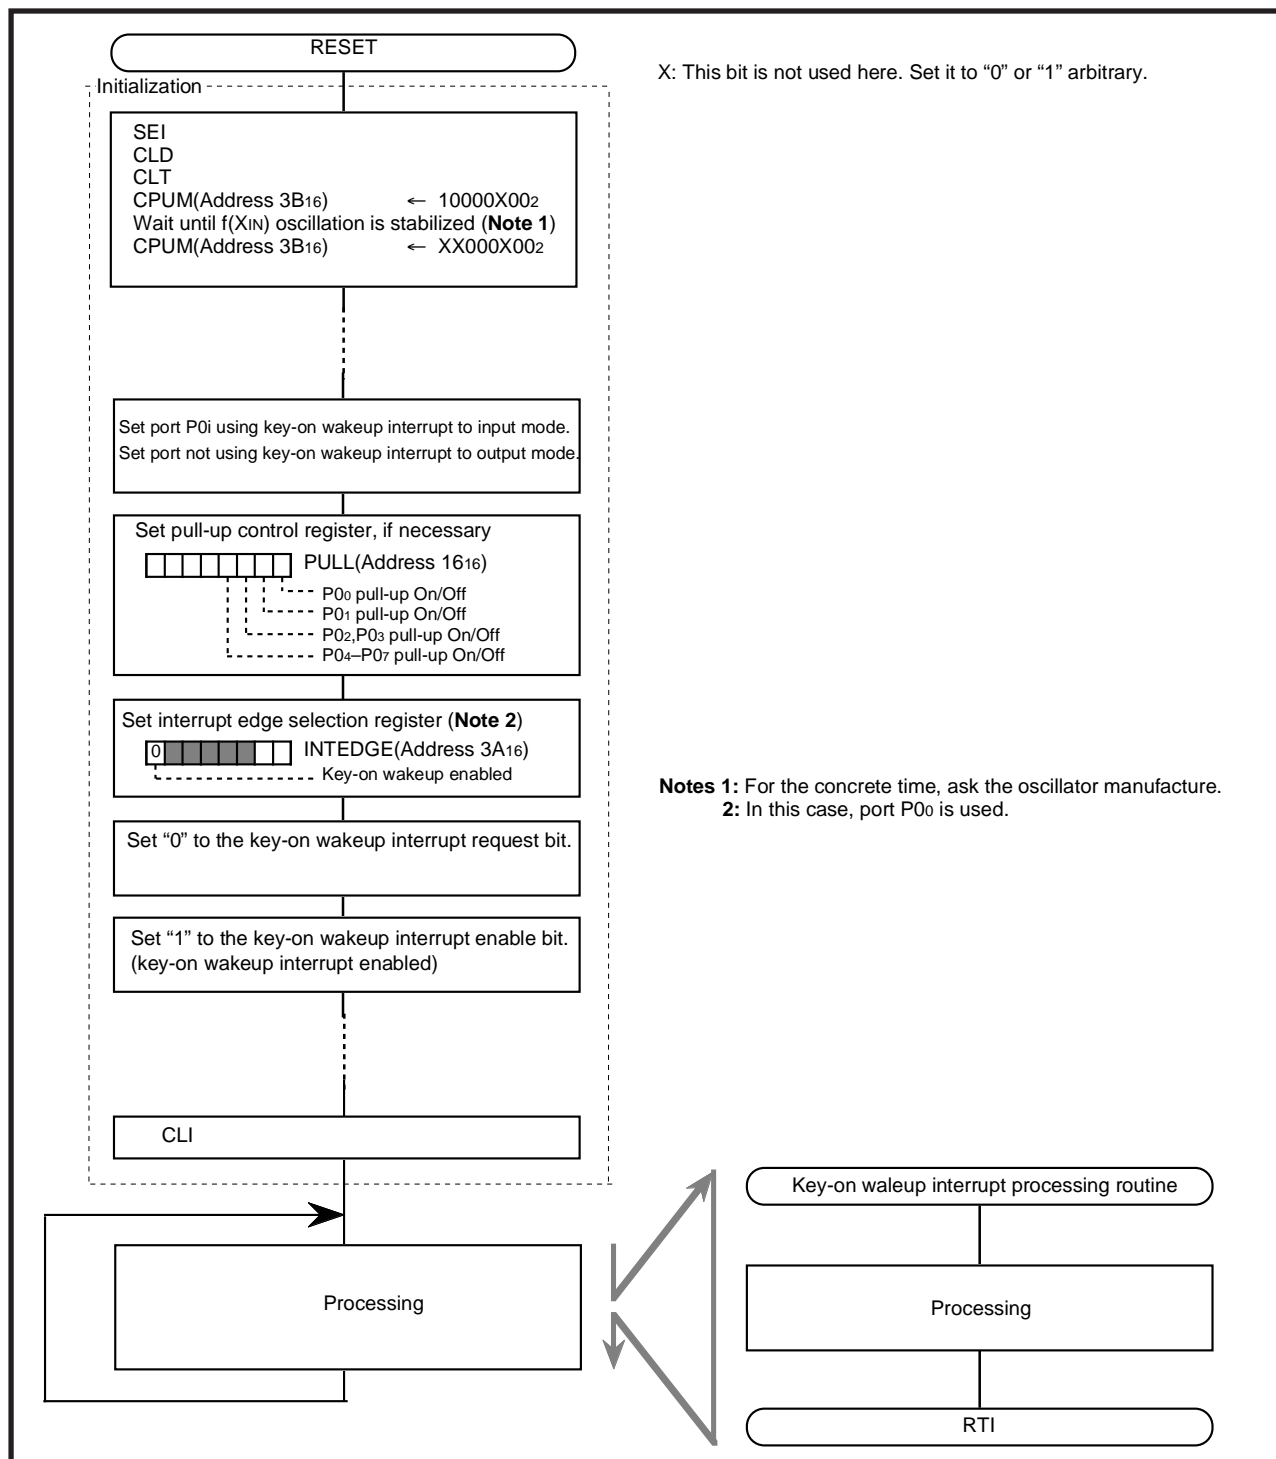 RESET
X: This bit is not used here. Set it to “0” or “1” arbitrary.
Initialization
SEI
CLD
CLT
CPUM(Address 3B16) ← 10000X002
Wait until f(XIN) oscillation is stabilized (Note 1)
CPUM(Address 3B16) ← XX000X002
Set port P0i using key-on wakeup interrupt to input mode.
Set port not using key-on wakeup interrupt to output mode.
Set pull-up control register, if necessary
PULL(Address 1616)
P00 pull-up On/Off
P01 pull-up On/Off
P02,P03 pull-up On/Off
P04–P07 pull-up On/Off
Set interrupt edge selection register (Note 2)
0 INTEDGE(Address 3A16)
Key-on wakeup enabled
Notes 1: For the concrete time, ask the oscillator manufacture.
2: In this case, port P00 is used.
Set “0” to the key-on wakeup interrupt request bit.
Set “1” to the key-on wakeup interrupt enable bit.
(key-on wakeup interrupt enabled)
CLI
Key-on waleup interrupt processing routine
Processing
Processing
RTI